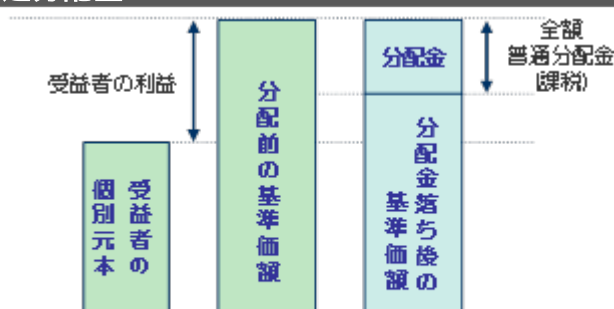 全額
普通分配金
(課税)
受益者の利益
分配金
分配前の基準価額
分配金落ち後の
基準価額
受益者の
個別元本